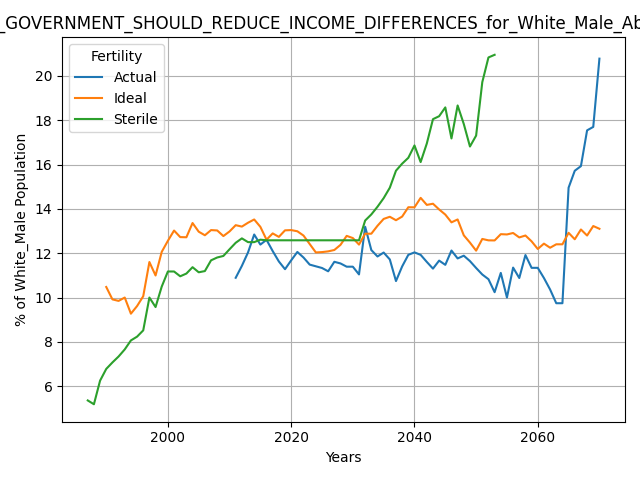 _GOVERNMENT_SHOULD_REDUCE_INCOME_DIFFERENCES_for_White_Male_Ab
Fertility
Actual
Ideal
Sterile
% of White_Male Population
20
18
16
14
12
10
8
6
2000
2020
2040
2060
Years